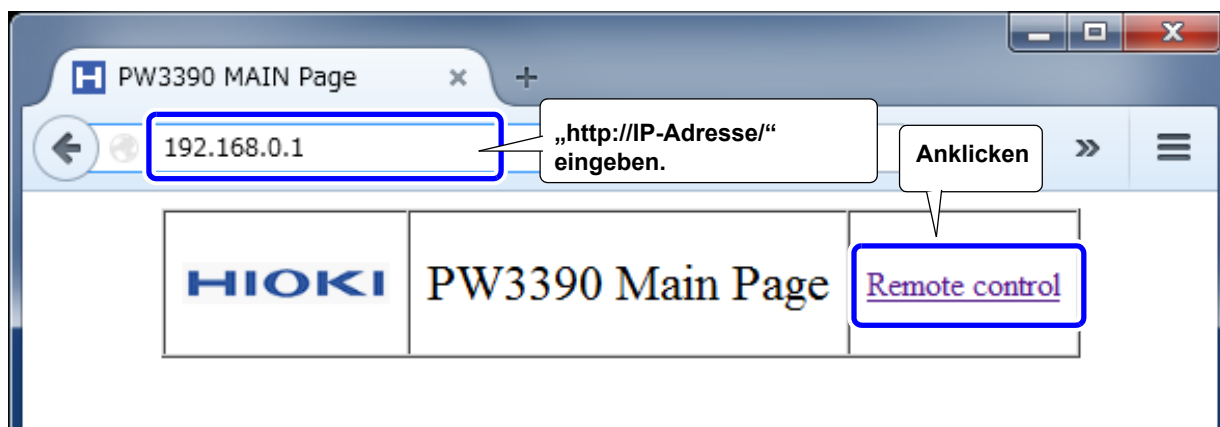 PW3390 MAIN Page
192.168.0.1
„http://IP-Adresse/“
eingeben.
Anklicken
HIOKI
PW3390 Main Page
Remote control